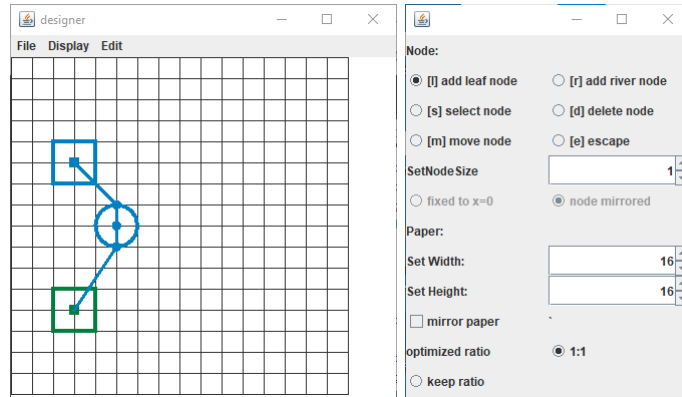 designer
File Display Edit
Node:
[l] add leaf node [r] add river node
[s] select node [d] delete node
[m] move node [e] escape
SetNodeSize 1
fixed to x=0 node mirrored
Paper:
Set Width: 16
Set Height: 16
mirror paper `
optimized ratio 1:1
keep ratio